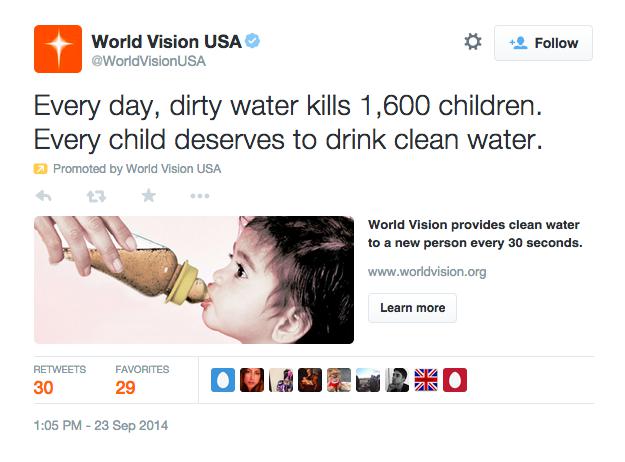 World Vision USA
@WorldVisionUSA
Follow
Every day, dirty water kills 1,600 children.
Every child deserves to drink clean water.
Promoted by World Vision USA
World Vision provides clean water
to a new person every 30 seconds.
www.worldvision.org
Learn more
RETWEETS
30
FAVORITES
29
1:05 PM - 23 Sep 2014